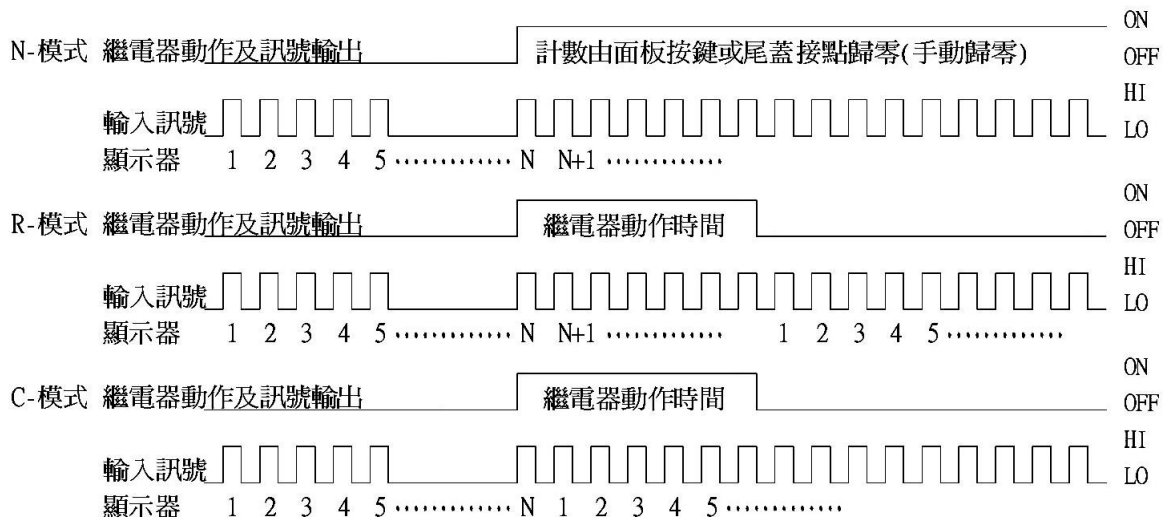 ON
N-模式 繼電器動作及訊號輸出 計數由面板按鍵或尾蓋接點歸零(手動歸零) OFF
HI
輸入訊號 LO
顯示器 1 2 3 4 5 ············· N N+1 ·············
ON
R-模式 繼電器動作及訊號輸出 繼電器動作時間 OFF
HI
輸入訊號 LO
顯示器 1 2 3 4 5 ············· N N+1 ············· 1 2 3 4 5 ·············
ON
C-模式 繼電器動作及訊號輸出 繼電器動作時間 OFF
HI
輸入訊號 LO
顯示器 1 2 3 4 5 ············· N 1 2 3 4 5 ·············